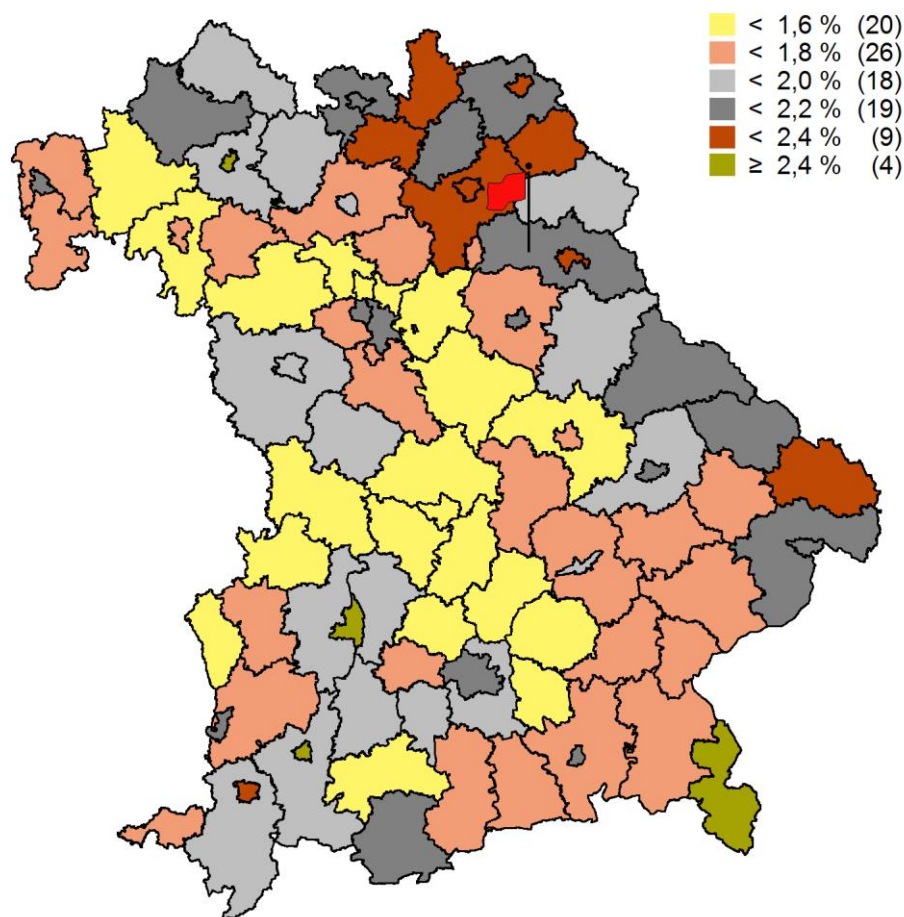 < 1,6 % (20)
< 1,8 % (26)
< 2,0 % (18)
< 2,2 % (19)
< 2,4 % (9)
≥ 2,4 % (4)